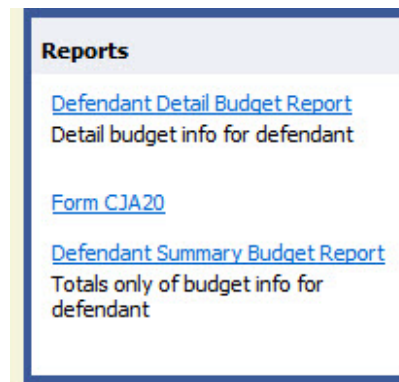 Reports
Defendant Detail Budget Report
Detail budget info for defendant
Form CJA20
Defendant Summary Budget Report
Totals only of budget info for
defendant